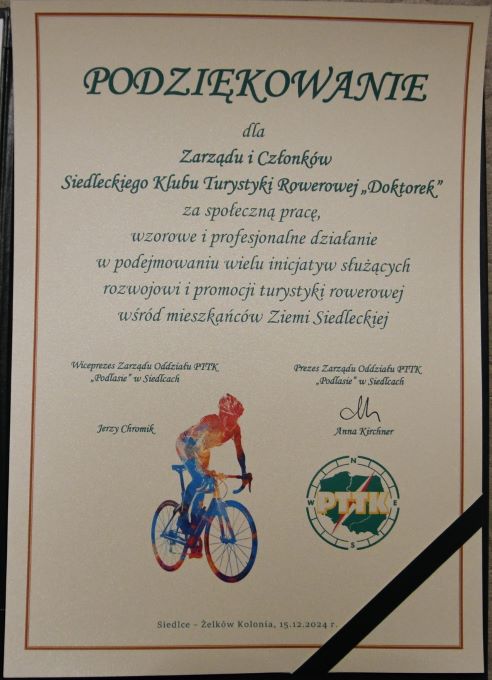 PODZIĘKOWANIE
dla
Zarządu i Członków
Siedleckiego Klubu Turystyki Rowerowej „Doktorek”
za społeczną pracę,
wzorowe i profesjonalne działanie
w podejmowaniu wielu inicjatyw służących
rozwojowi i promocji turystyki rowerowej
wśród mieszkańców Ziemi Siedleckiej
Wiceprezes Zarządu Oddziału PTTK
„Podlasie” w Siedlcach
Jerzy Chromik
Prezes Zarządu Oddziału PTTK
„Podlasie” w Siedlcach
Anna Kirchner
N
W PTTK E
S
Siedlce – Żelków Kolonia, 15.12.2024 r.